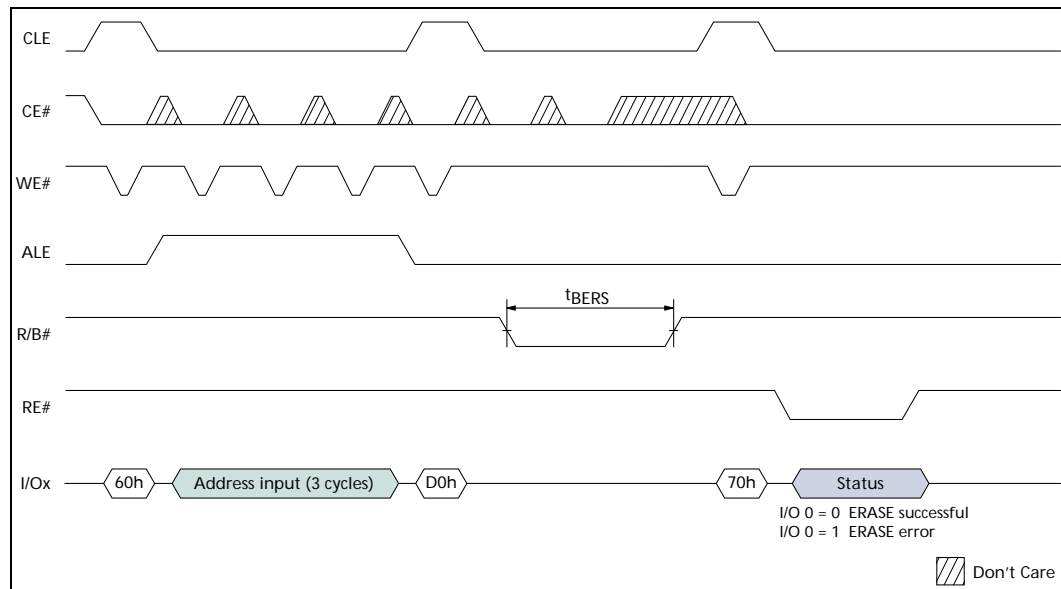 CLE
CE#
WE#
ALE
tBERS
R/B#
RE#
I/Ox
60h
Address input (3 cycles)
D0h
70h
Status
I/O 0 = 0 ERASE successful
I/O 0 = 1 ERASE error
Don't Care